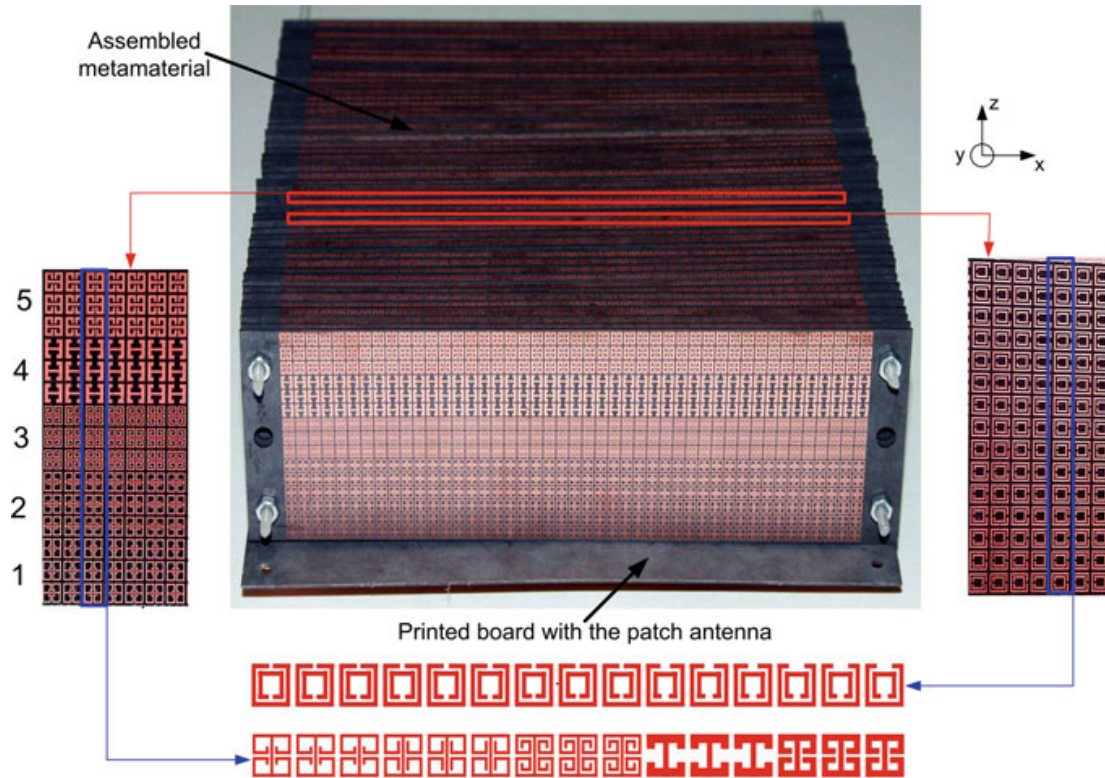 Assembled
metamaterial
z
y
x
5
4
3
2
1
Printed board with the patch antenna